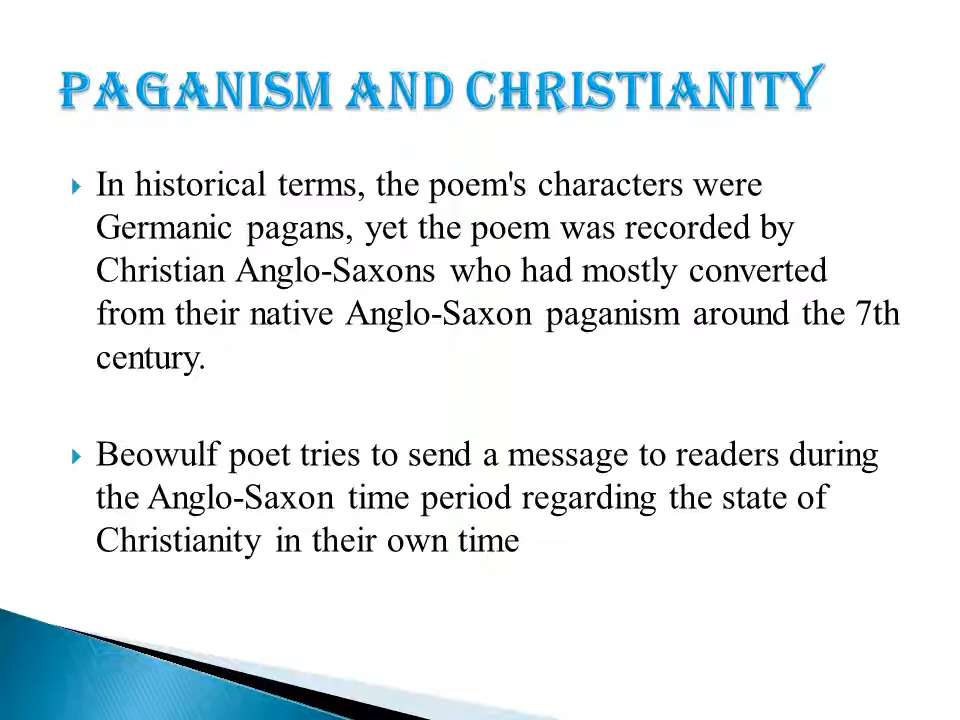 PAGANISM AND CHRISTIANITY
In historical terms, the poem's characters were
Germanic pagans, yet the poem was recorded by
Christian Anglo-Saxons who had mostly converted
from their native Anglo-Saxon paganism around the 7th
century.
Beowulf poet tries to send a message to readers during
the Anglo-Saxon time period regarding the state of
Christianity in their own time